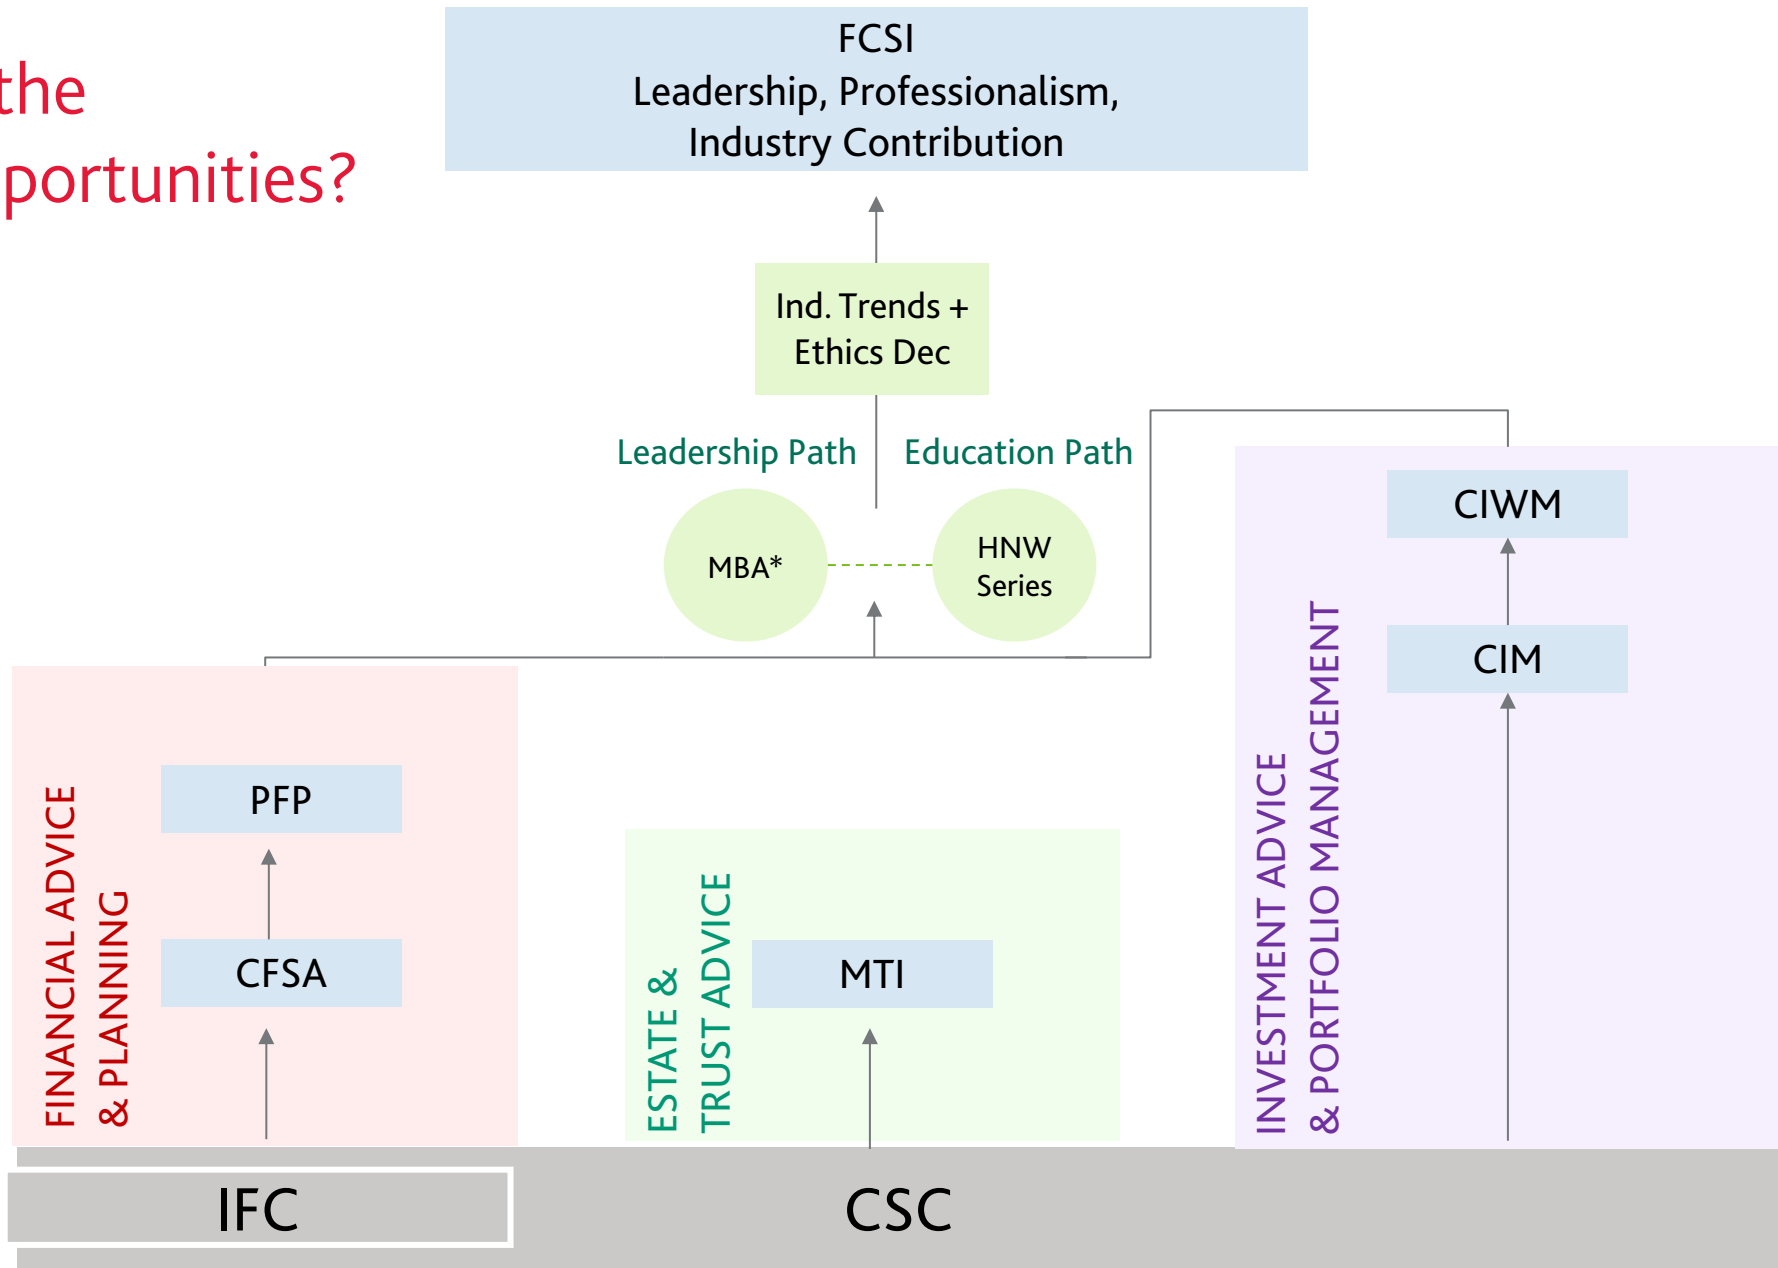 the
portunities?
FCSI
Leadership, Professionalism,
Industry Contribution
Ind. Trends +
Ethics Dec
Leadership Path
Education Path
MBA*
HNW
Series
CIWM
CIM
INVESTMENT ADVICE
& PORTFOLIO MANAGEMENT
PFP
CFSA
FINANCIAL ADVICE
& PLANNING
MTI
ESTATE &
TRUST ADVICE
IFC
CSC